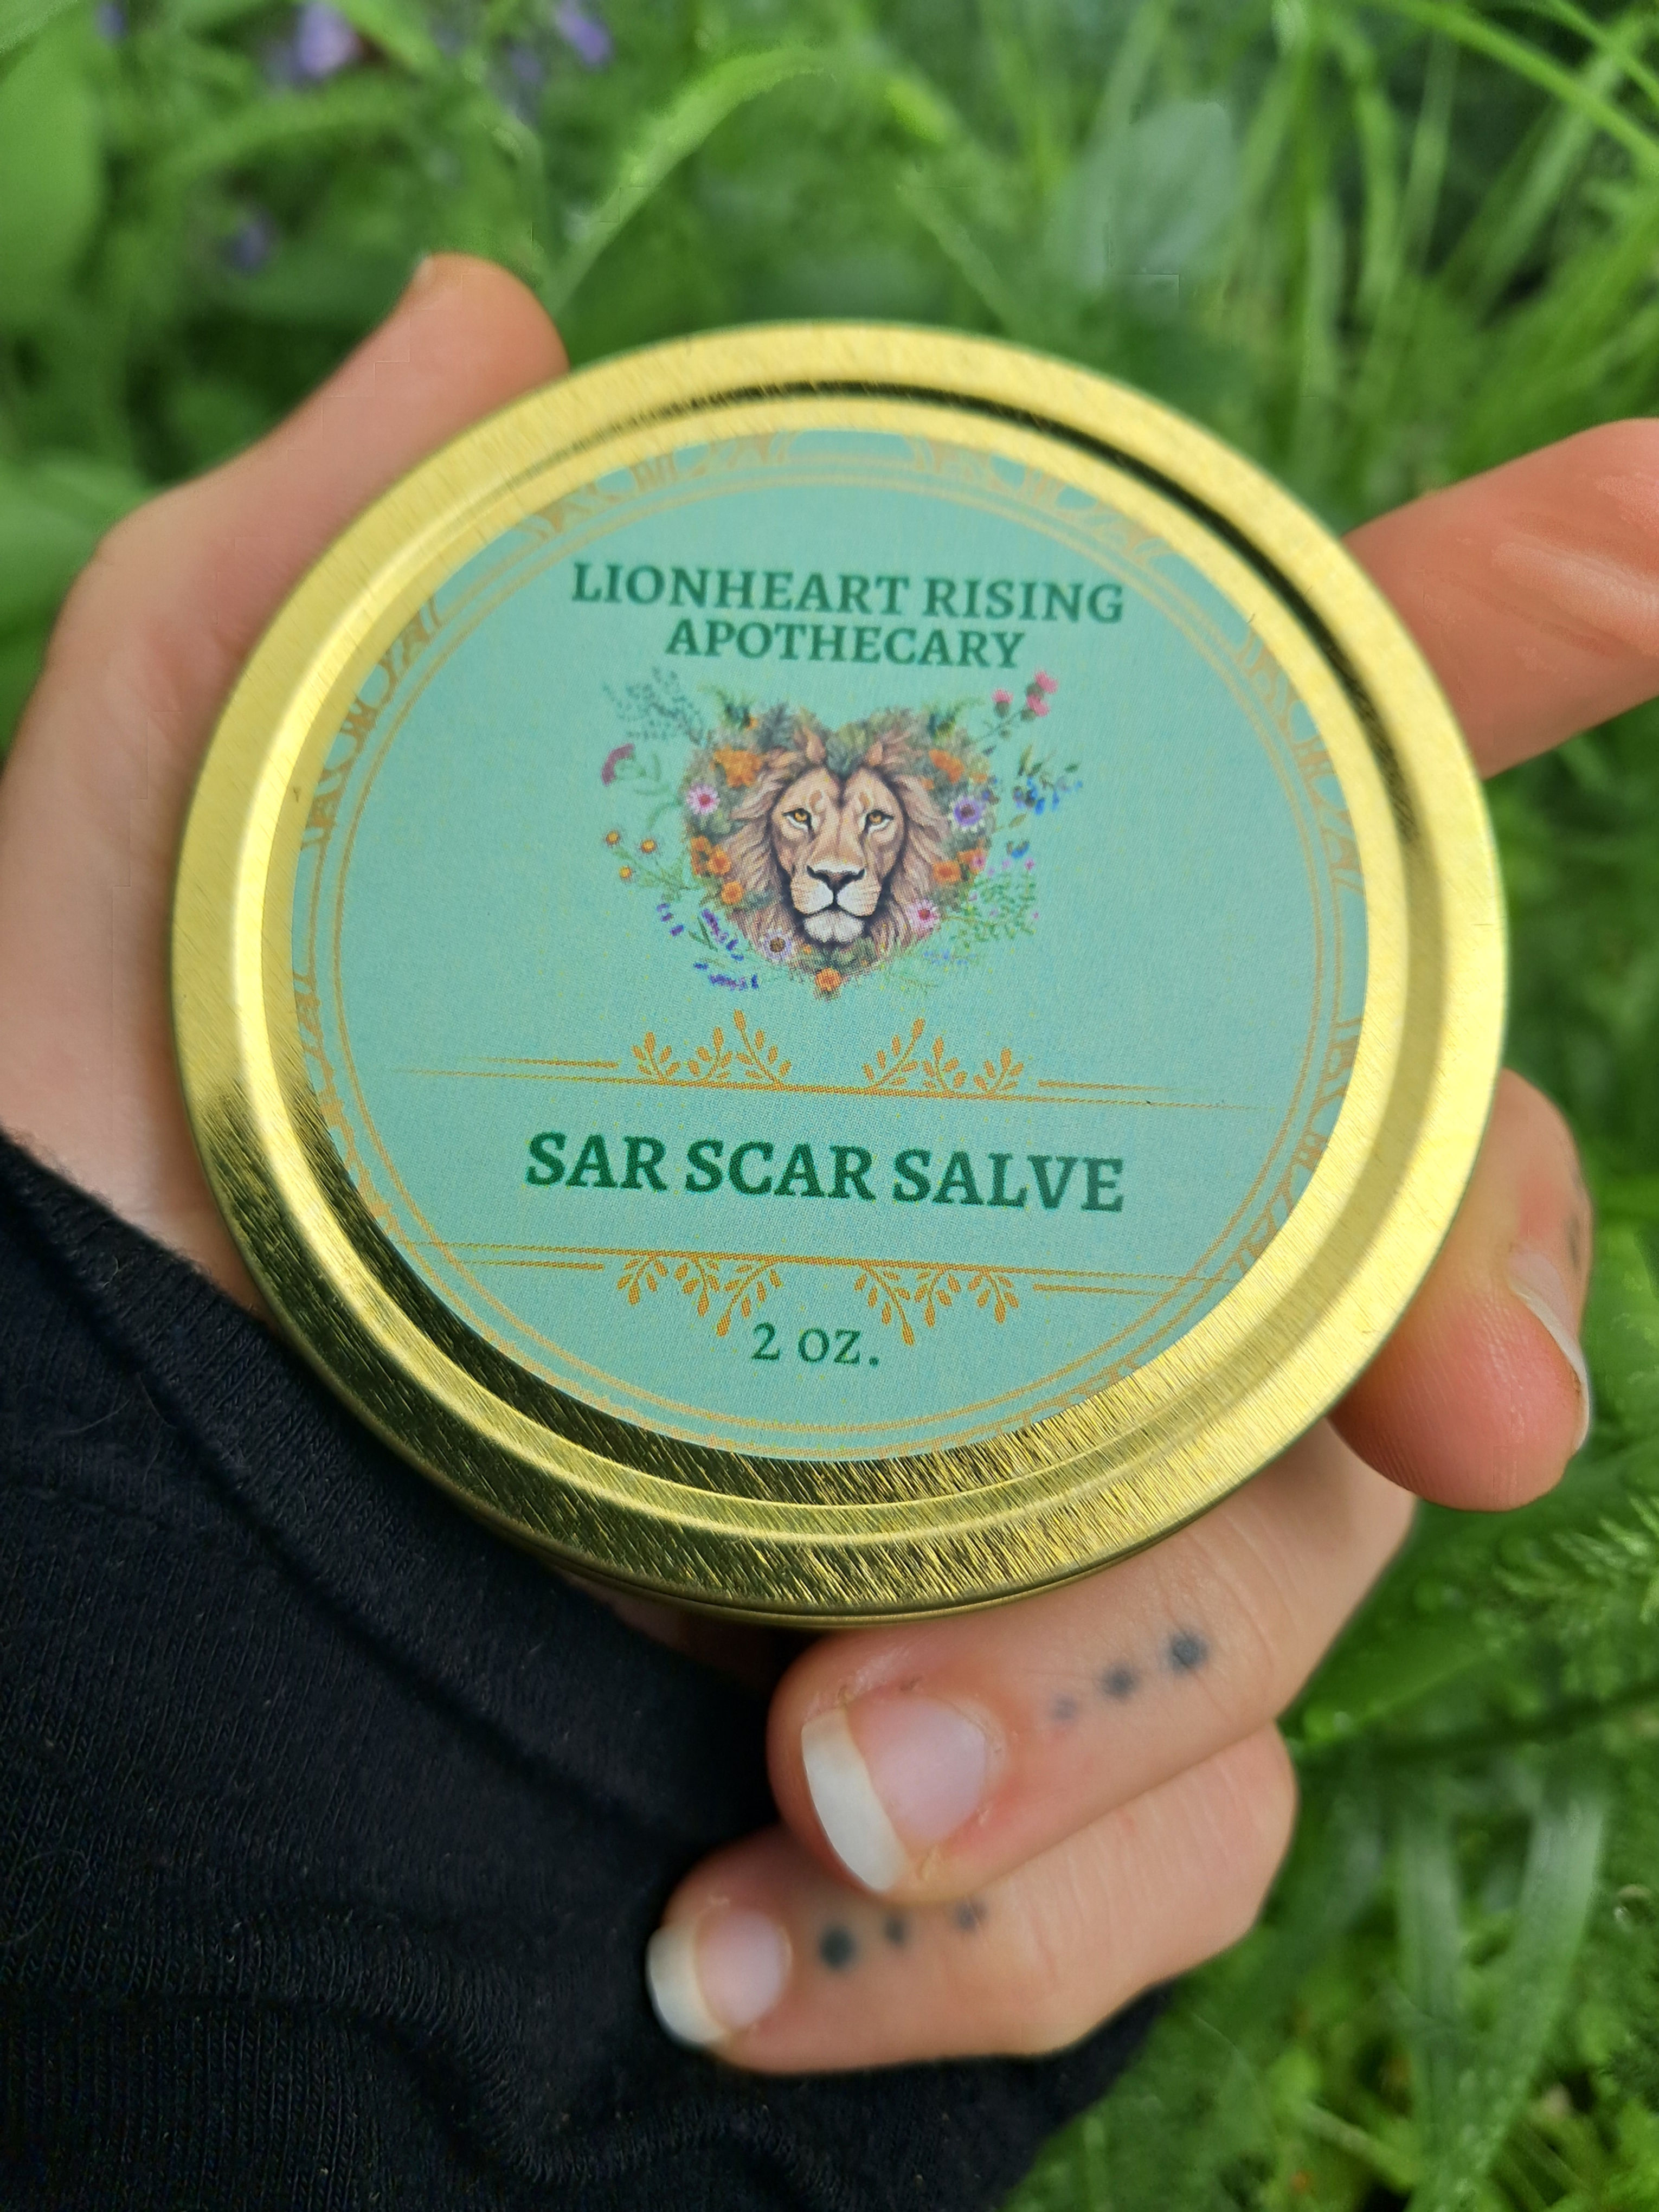 LIONHEART RISING
APOTHECARY
SAR SCAR SALVE
2 OZ.